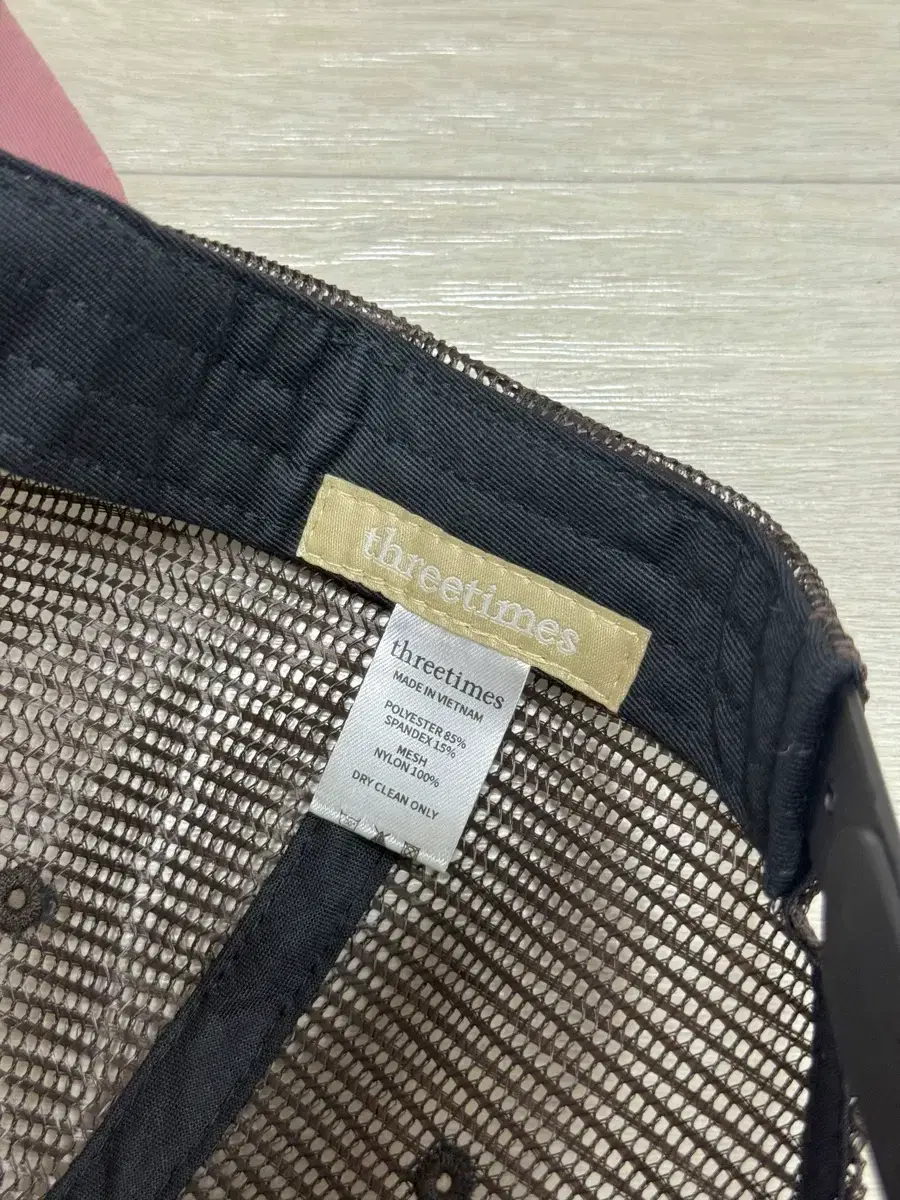 threetimes
threetimes
MADE IN VIETNAM
POLYESTER 85%
SPANDEX 15%
MESH
NYLON 100%
DRY CLEAN ONLY